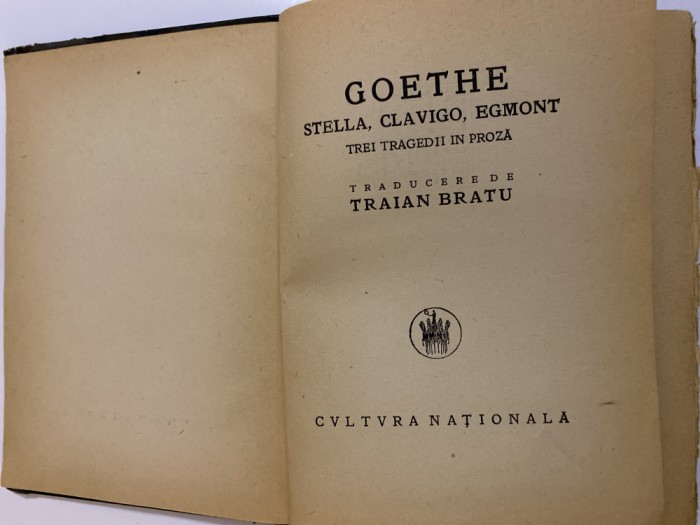 GOETHE
STELLA, CLAVIGO, EGMONT
TREI TRAGEDII IN PROZĂ
TRADUCERE DE
TRAIAN BRATU
CVLTVRA NAȚIONALĂ